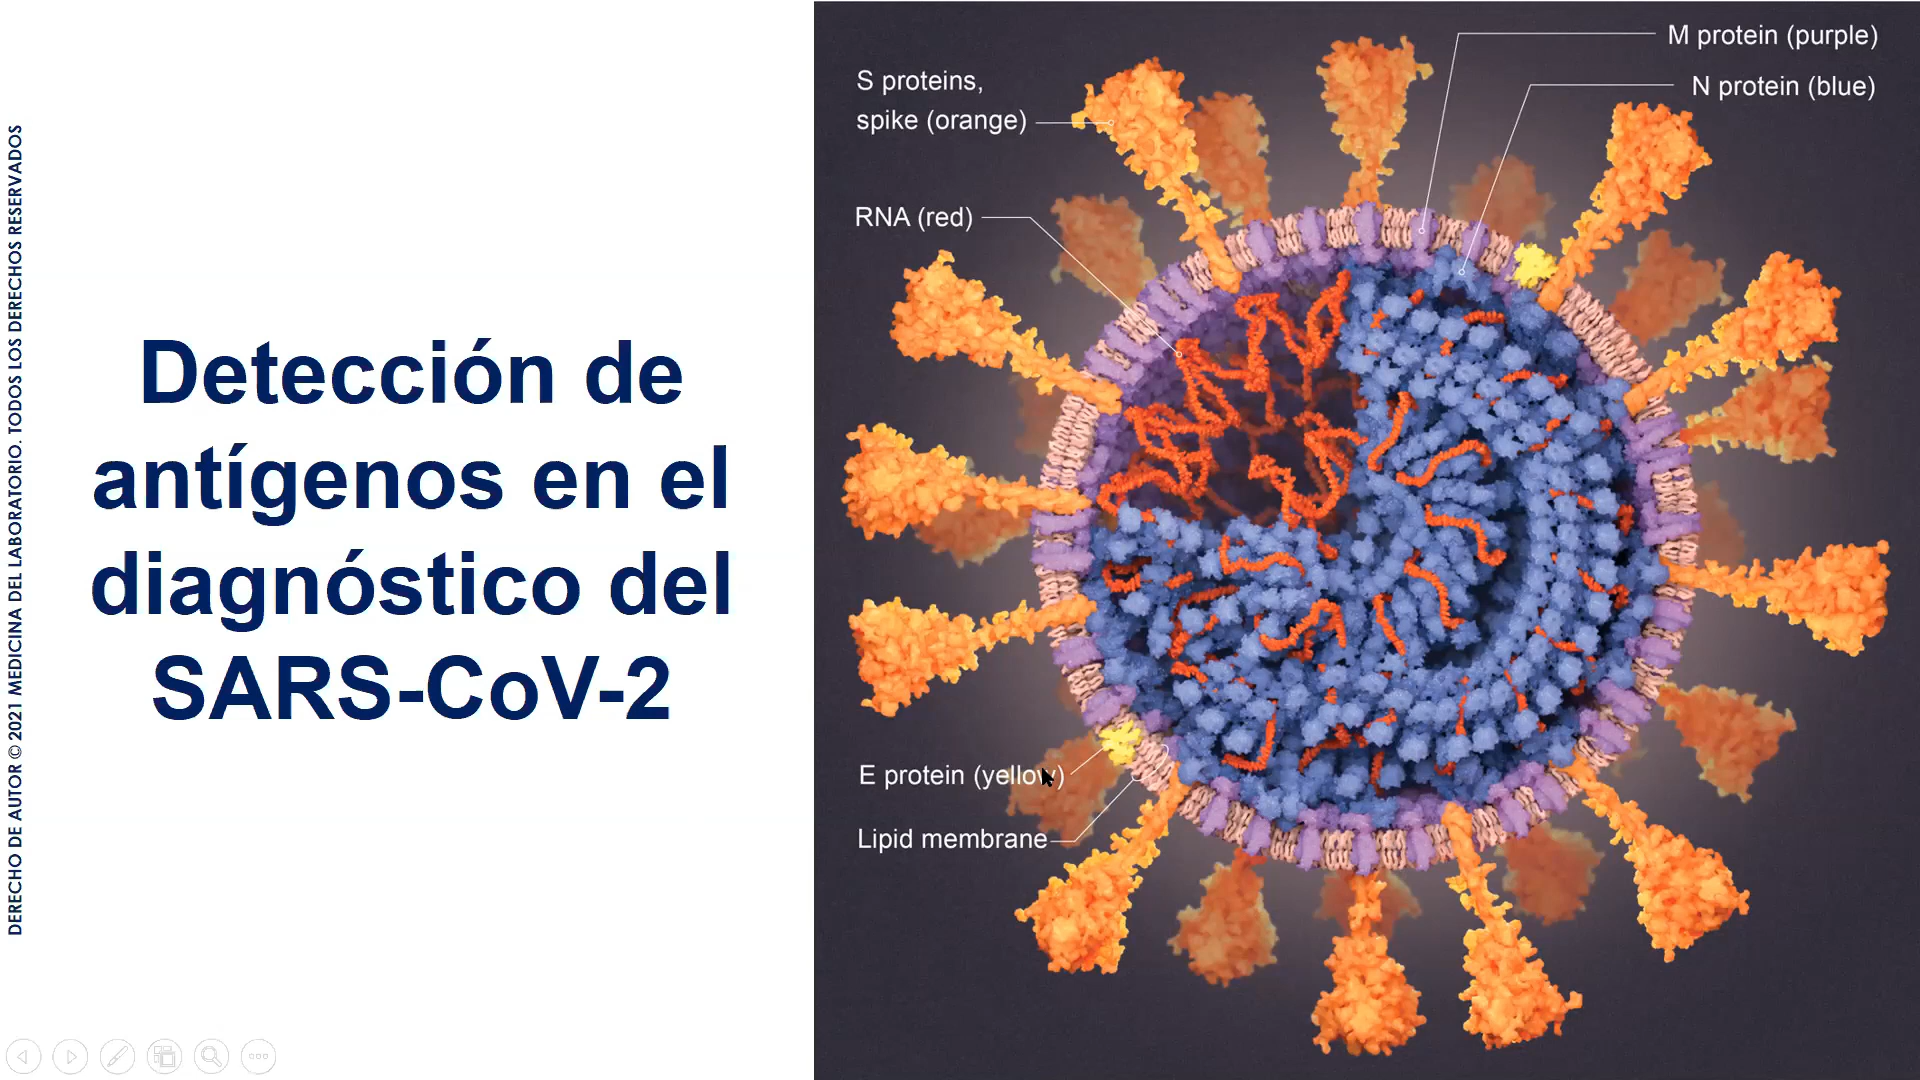 DERECHO DE AUTOR © 2021 MEDICINA DEL LABORATORIO. TODOS LOS DERECHOS RESERVADOS
Detección de
antígenos en el
diagnóstico del
SARS-CoV-2
M protein (purple)
N protein (blue)
S proteins,
spike (orange)
RNA (red)
E protein (yellow)
Lipid membrane